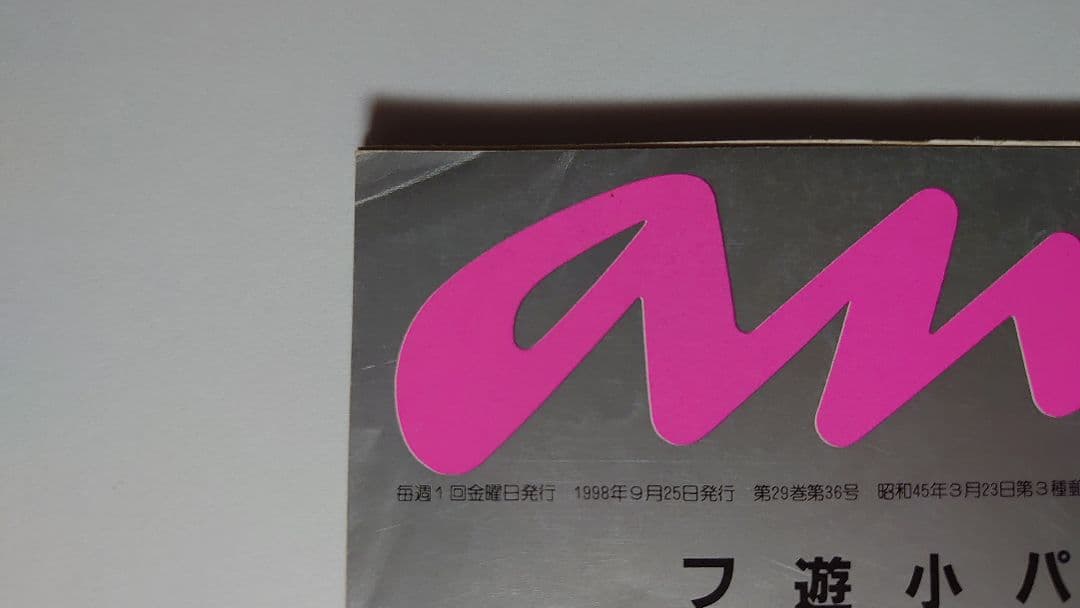 an
毎週1回金曜日発行 1998年9月25日発行 第29巻第36号 昭和45年3月23日第3種郵
フ 遊 小 パ